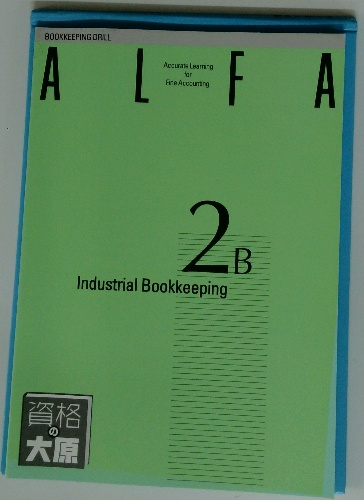 BOOKKEEPING DRILL
A L F A
Accurate Learning
for
Fine Accounting
2B
Industrial Bookkeeping
資格
の
大原